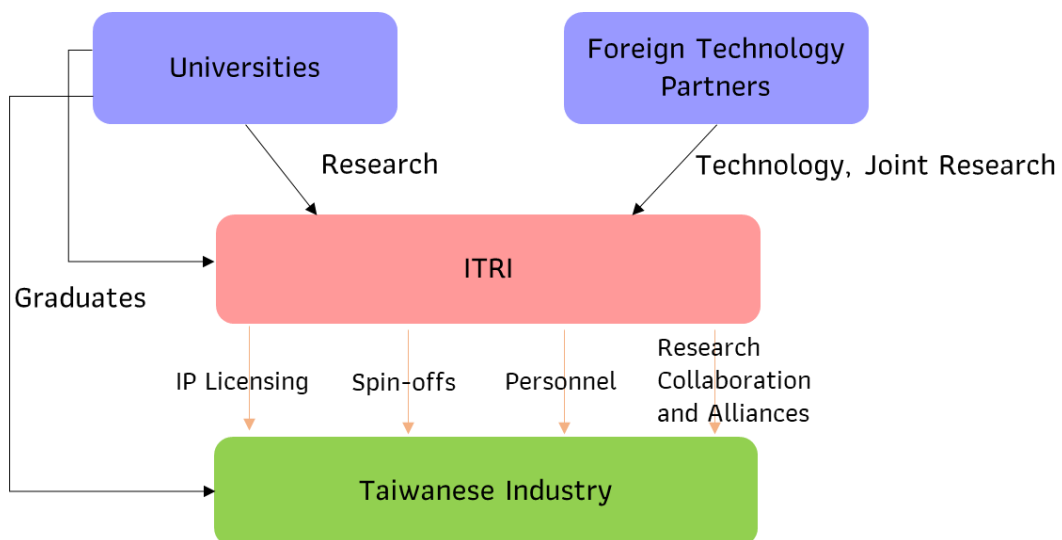 Universities
Foreign Technology
Partners
Research
Technology, Joint Research
ITRI
Graduates
IP Licensing
Spin-offs
Personnel
Research
Collaboration
and Alliances
Taiwanese Industry